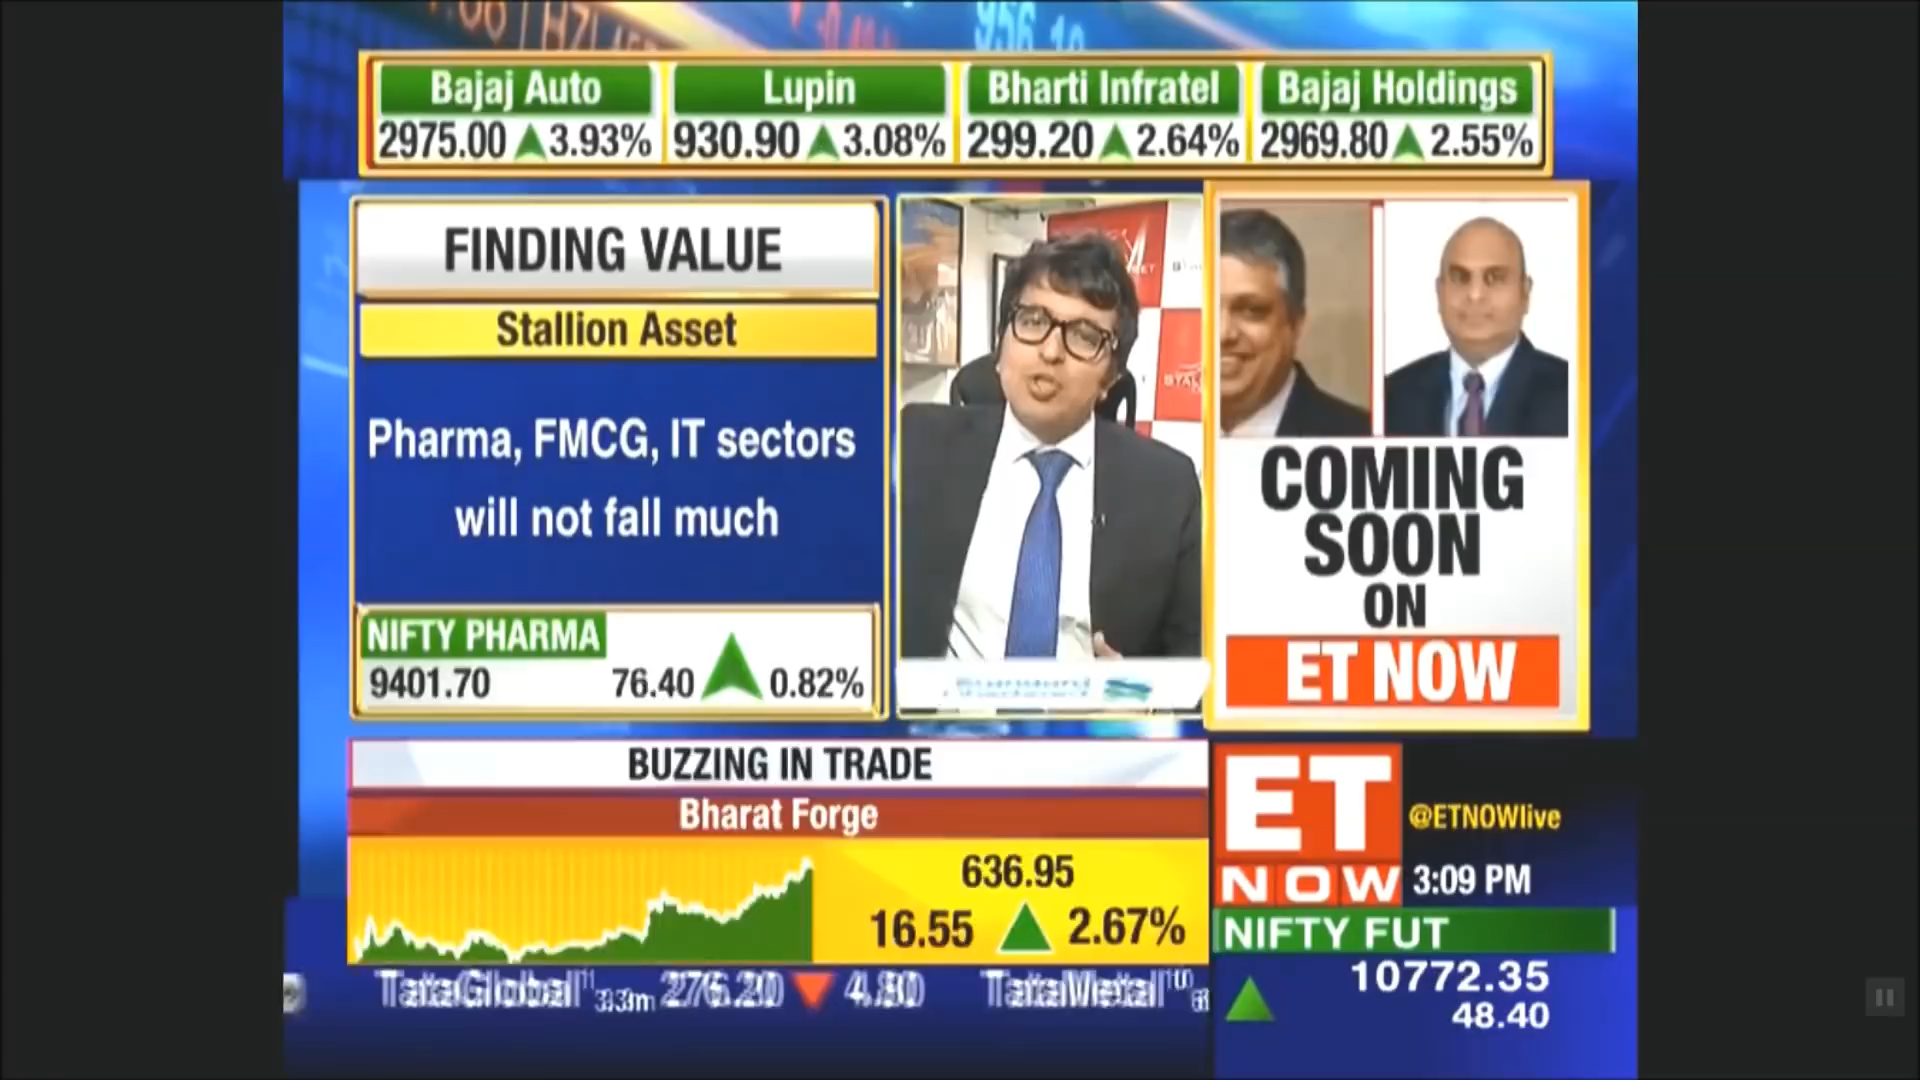 956.10
Bajaj Auto
2975.00 ▲ 3.93%
Lupin
930.90 ▲ 3.08%
Bharti Infratel
299.20 ▲ 2.64%
Bajaj Holdings
2969.80 ▲ 2.55%
FINDING VALUE
Stallion Asset
Pharma, FMCG, IT sectors
will not fall much
NIFTY PHARMA
9401.70 76.40 ▲ 0.82%
COMING
SOON
ON
ET NOW
BUZZING IN TRADE
Bharat Forge
636.95
16.55 ▲ 2.67%
ET
NOW
@ETNOWlive
3:09 PM
NIFTY FUT
▲ 10772.35
48.40
TataGlobal 276.20 ▼ TataMetal